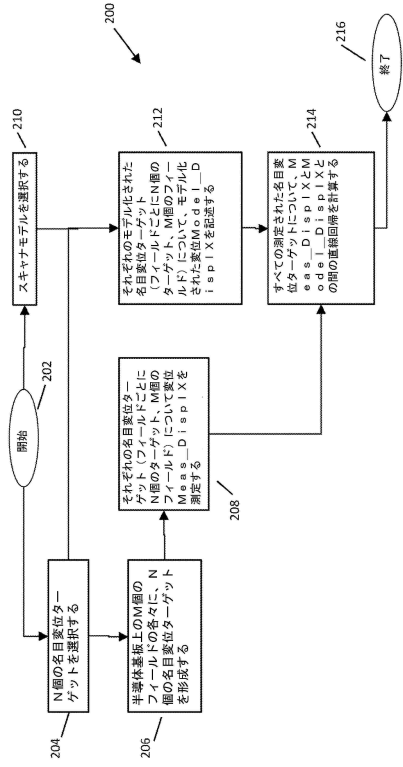 200
開始
202
204
N個の名目変位ター
ゲットを選択する
206
半導体基板上のM個の
フィールドの各々に、N
個の名目変位ターゲット
を形成する
それぞれの名目変位ター
ゲット（フィールドごとに
N個のターゲット、M個の
フィールド）について変位
Meas＿DisplXを
測定する
208
210
スキャナモデルを選択する
212
それぞれのモデル化された
名目変位ターゲット
（フィールドごとにN個の
ターゲット、M個のフィー
ルド）について、モデル化
された変位Model＿D
isplXを記述する
214
すべての測定された名目変
位ターゲットについて、M
eas＿DisplXとM
odel＿DisplXと
の間の直線回帰を計算する
216
終了